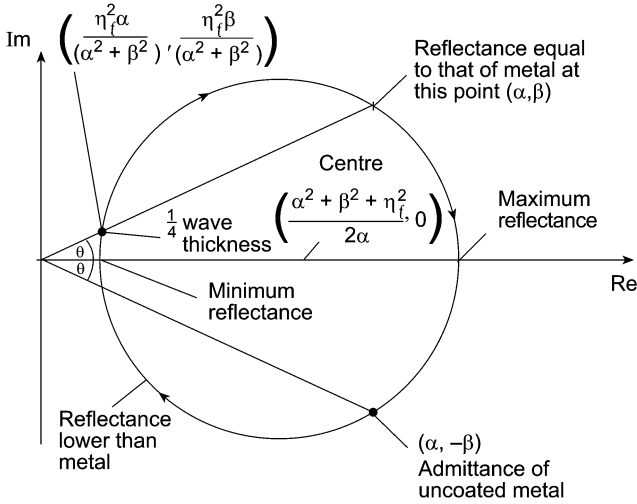 Im
(η_f²α/(α² + β²), η_f²β/(α² + β²))
Reflectance equal
to that of metal at
this point (α,β)
Centre
(α² + β² + η_f²/2α, 0)
Maximum
reflectance
1/4 wave
thickness
θ
θ
Re
Minimum
reflectance
Reflectance
lower than
metal
(α, –β)
Admittance of
uncoated metal